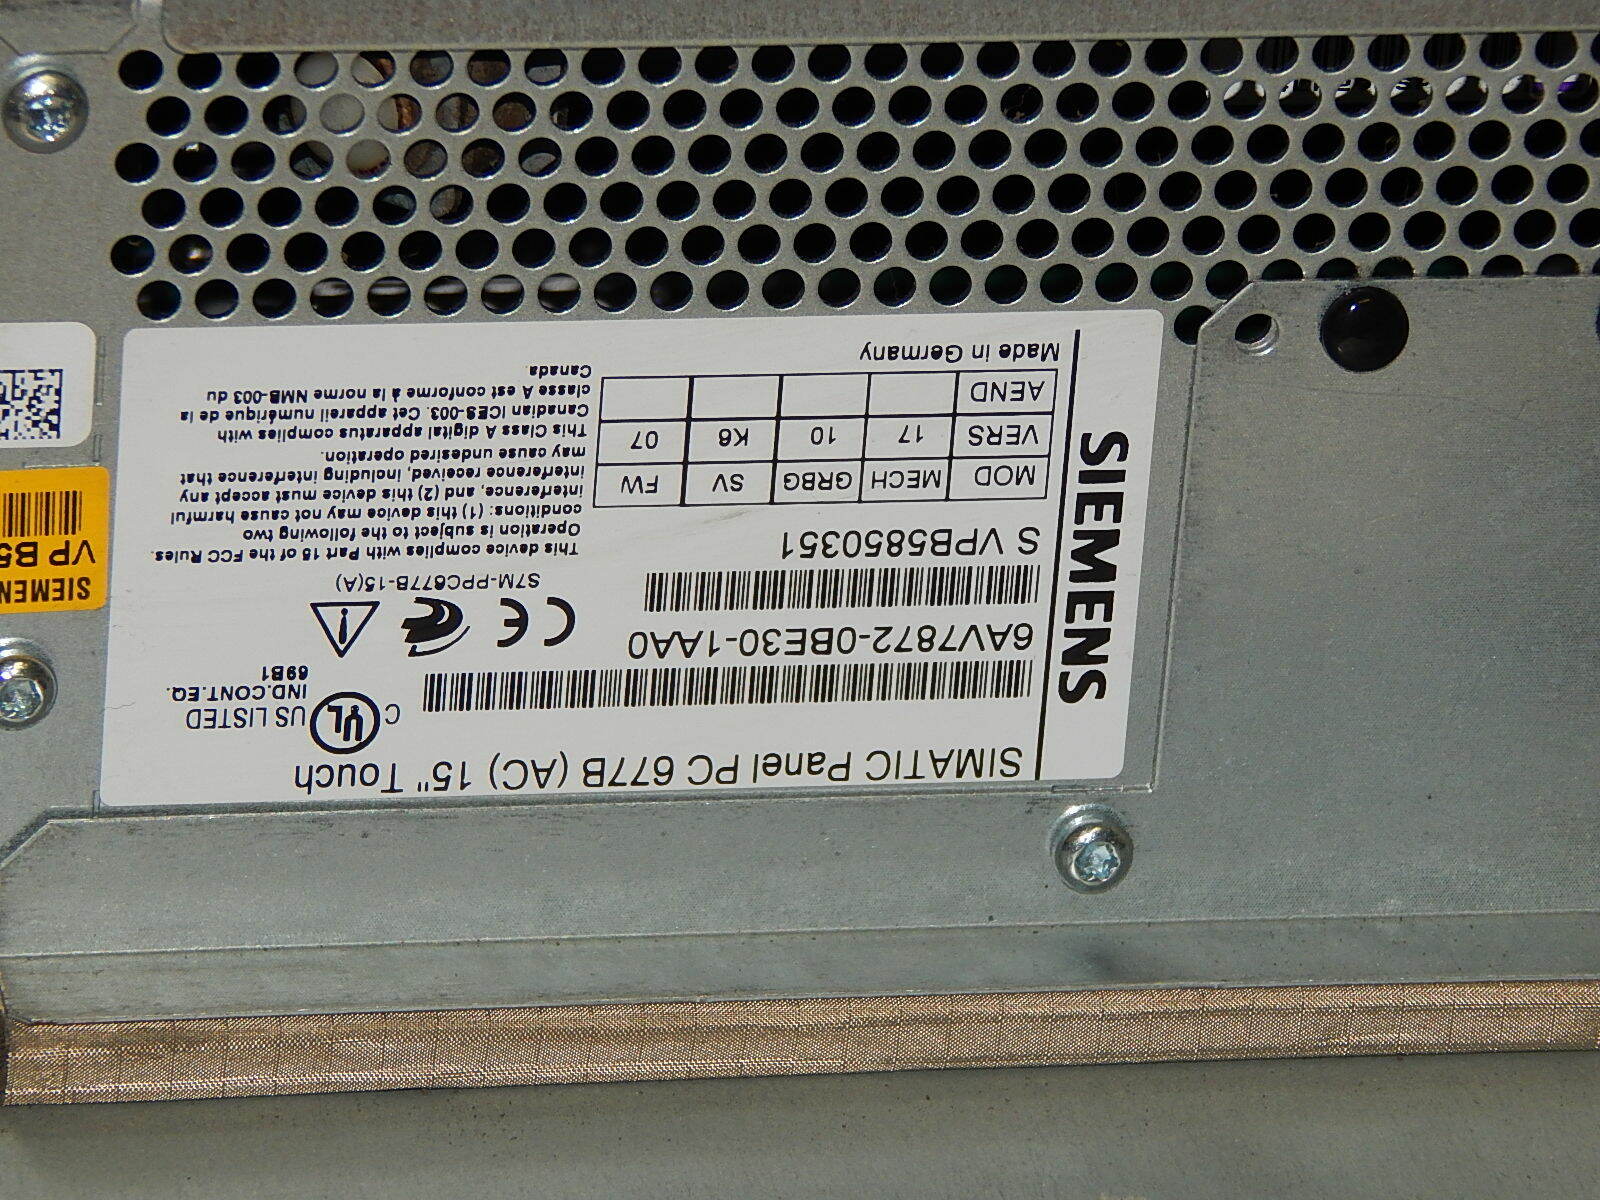 SIEMENS
SIMATIC Panel PC 677B (AC) 15" Touch
6AV7872-0BE30-1AA0
S VPB5850351
MOD MECH GRBG SV FW
VERS 17 10 K6 07
AEND
Made in Germany
C UL US LISTED
IND.CONT.EQ.
69B1
CE
S7M-PPC677B-15(A)
This device complies with Part 15 of the FCC Rules.
Operation is subject to the following two
conditions: (1) this device may not cause harmful
interference, and (2) this device must accept any
interference received, including interference that
may cause undesired operation.
This Class A digital apparatus complies with
Canadian ICES-003. Cet appareil numérique de la
classe A est conforme à la norme NMB-003 du
Canada.
SIEMEN
VP B5